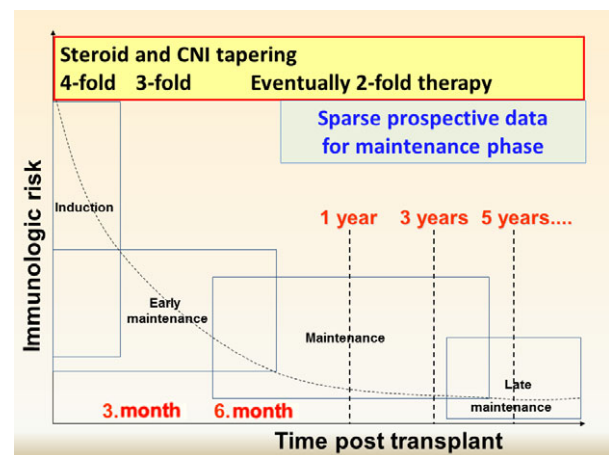 Steroid and CNI tapering
4-fold 3-fold Eventually 2-fold therapy
Sparse prospective data
for maintenance phase
Immunologic risk
Induction
1 year 3 years 5 years....
Early
maintenance
Maintenance
Late
maintenance
3.month 6.month
Time post transplant